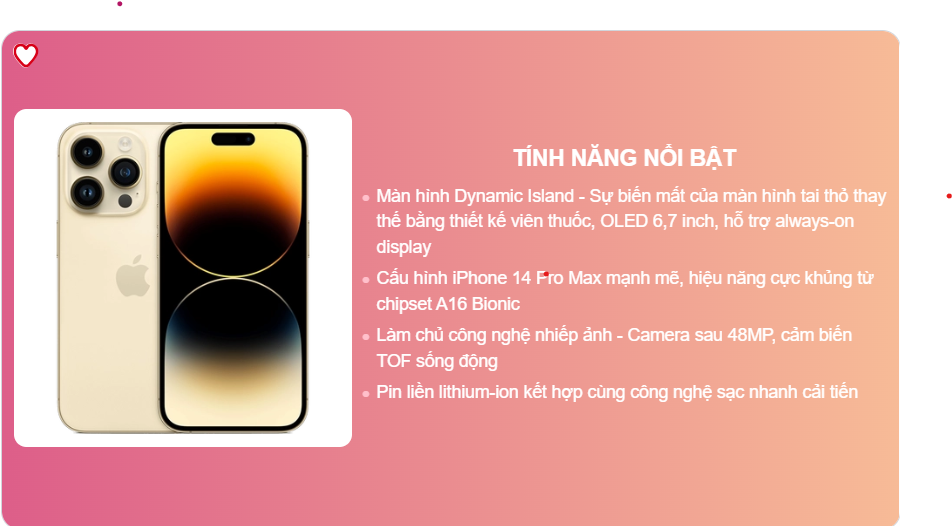 TÍNH NĂNG NỔI BẬT
Màn hình Dynamic Island - Sự biến mất của màn hình tai thỏ thay
thế bằng thiết kế viên thuốc, OLED 6,7 inch, hỗ trợ always-on
display
Cấu hình iPhone 14 Pro Max mạnh mẽ, hiệu năng cực khủng từ
chipset A16 Bionic
Làm chủ công nghệ nhiếp ảnh - Camera sau 48MP, cảm biến
TOF sống động
Pin liền lithium-ion kết hợp cùng công nghệ sạc nhanh cải tiến